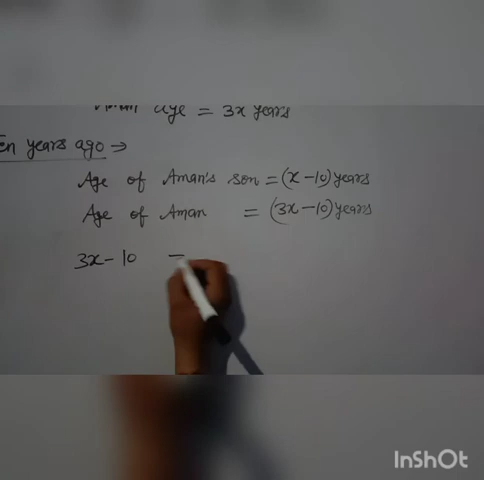 age = 3x years
en years ago →
Age of Aman's son = (x-10) years
Age of Aman = (3x-10) years
3x-10 =
InShOt